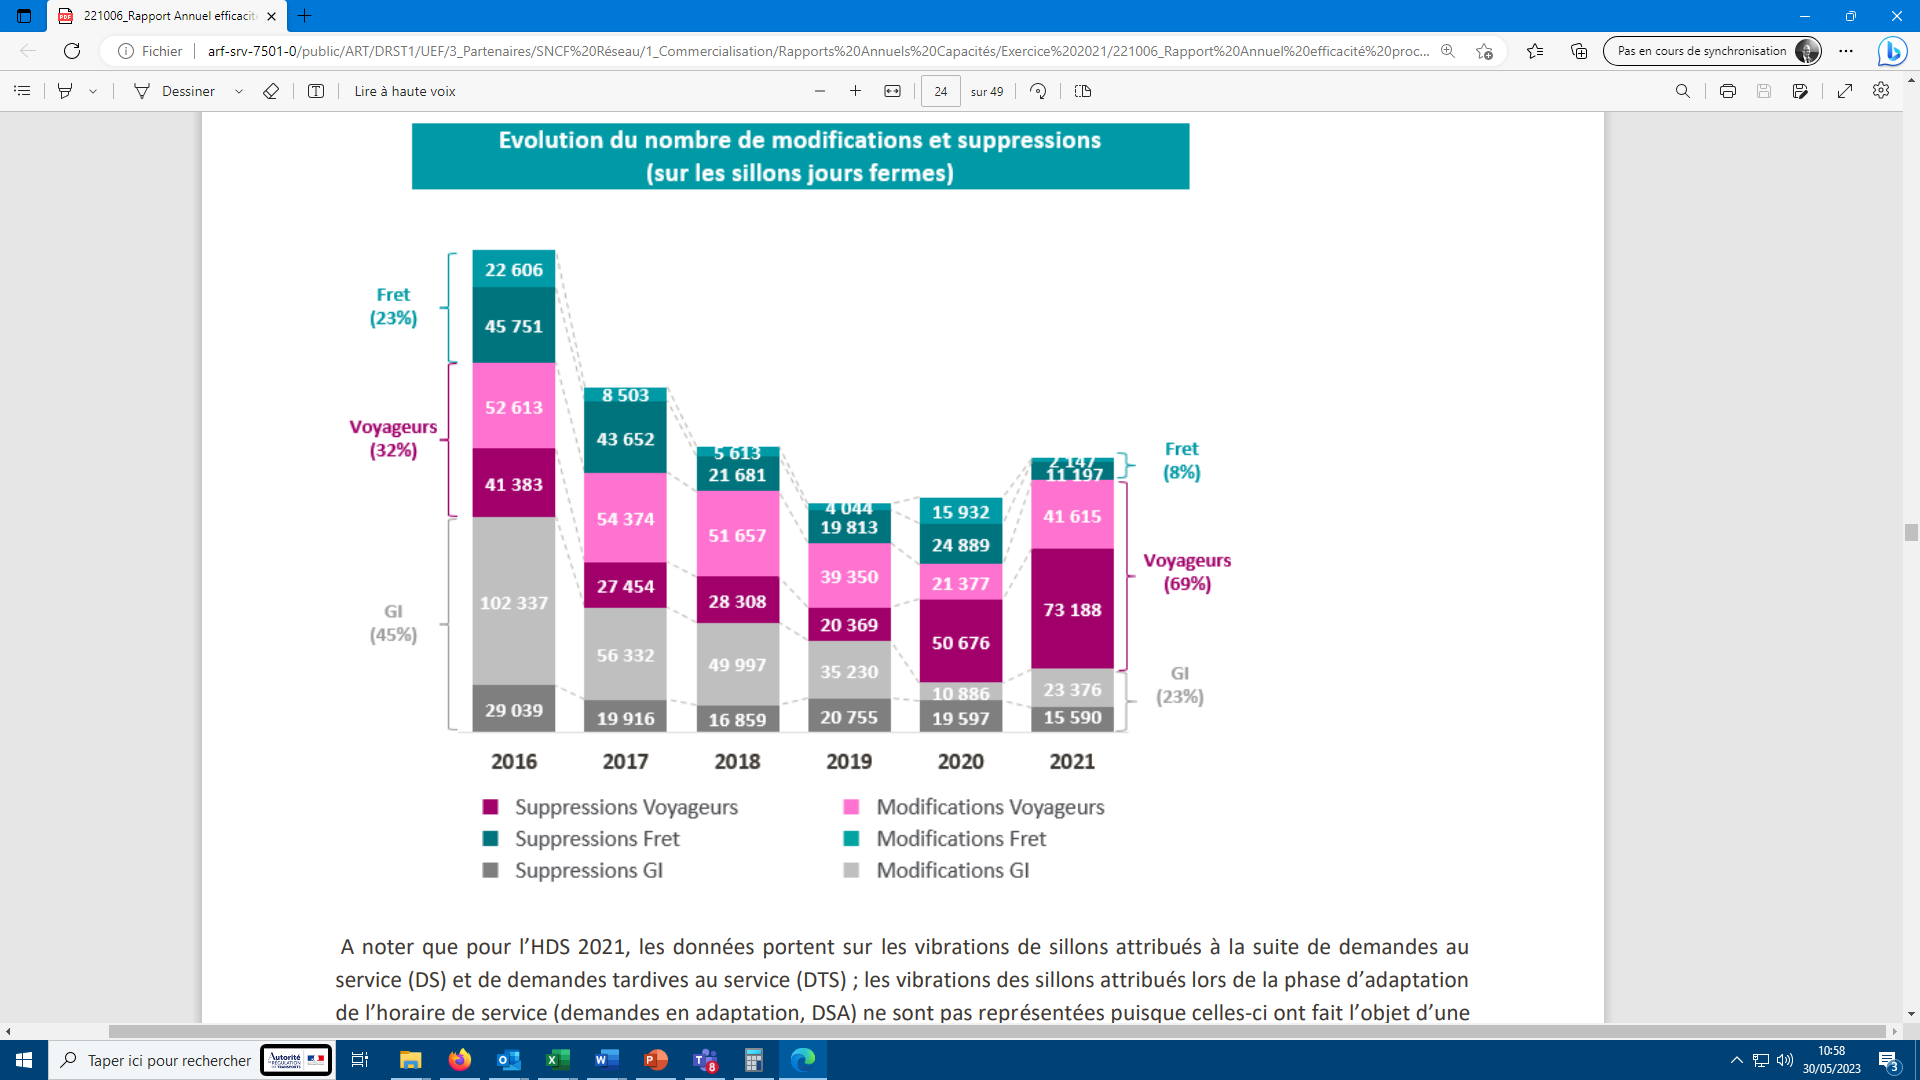 221006_Rapport Annuel efficacit
Fichier
arf-srv-7501-0/public/ART/DRST1/UEF/3_Partenaires/SNCF%20Réseau/1_Commercialisation/Rapports%20Annuels%20Capacités/Exercice%202021/221006_Rapport%20Annuel%20efficacité%20proc...
Pas en cours de synchronisation
Dessiner
Lire à haute voix
24
sur 49
Evolution du nombre de modifications et suppressions
(sur les sillons jours fermes)
Fret
(23%)
Voyageurs
(32%)
GI
(45%)
22 606
45 751
52 613
41 383
102 337
29 039
8 503
43 652
54 374
27 454
56 332
19 916
5 613
21 681
51 657
28 308
49 997
16 859
4 044
19 813
39 350
20 369
35 230
20 755
15 932
24 889
21 377
50 676
10 886
19 597
2 147
11 197
41 615
73 188
23 376
15 590
Fret
(8%)
Voyageurs
(69%)
GI
(23%)
2016 2017 2018 2019 2020 2021
Suppressions Voyageurs
Modifications Voyageurs
Suppressions Fret
Modifications Fret
Suppressions GI
Modifications GI
A noter que pour l'HDS 2021, les données portent sur les vibrations de sillons attribués à la suite de demandes au
service (DS) et de demandes tardives au service (DTS) ; les vibrations des sillons attribués lors de la phase d'adaptation
de l'horaire de service (demandes en adaptation, DSA) ne sont pas représentées puisque celles-ci ont fait l'objet d'une
Taper ici pour rechercher
Autorité
8
10:58
30/05/2023
3